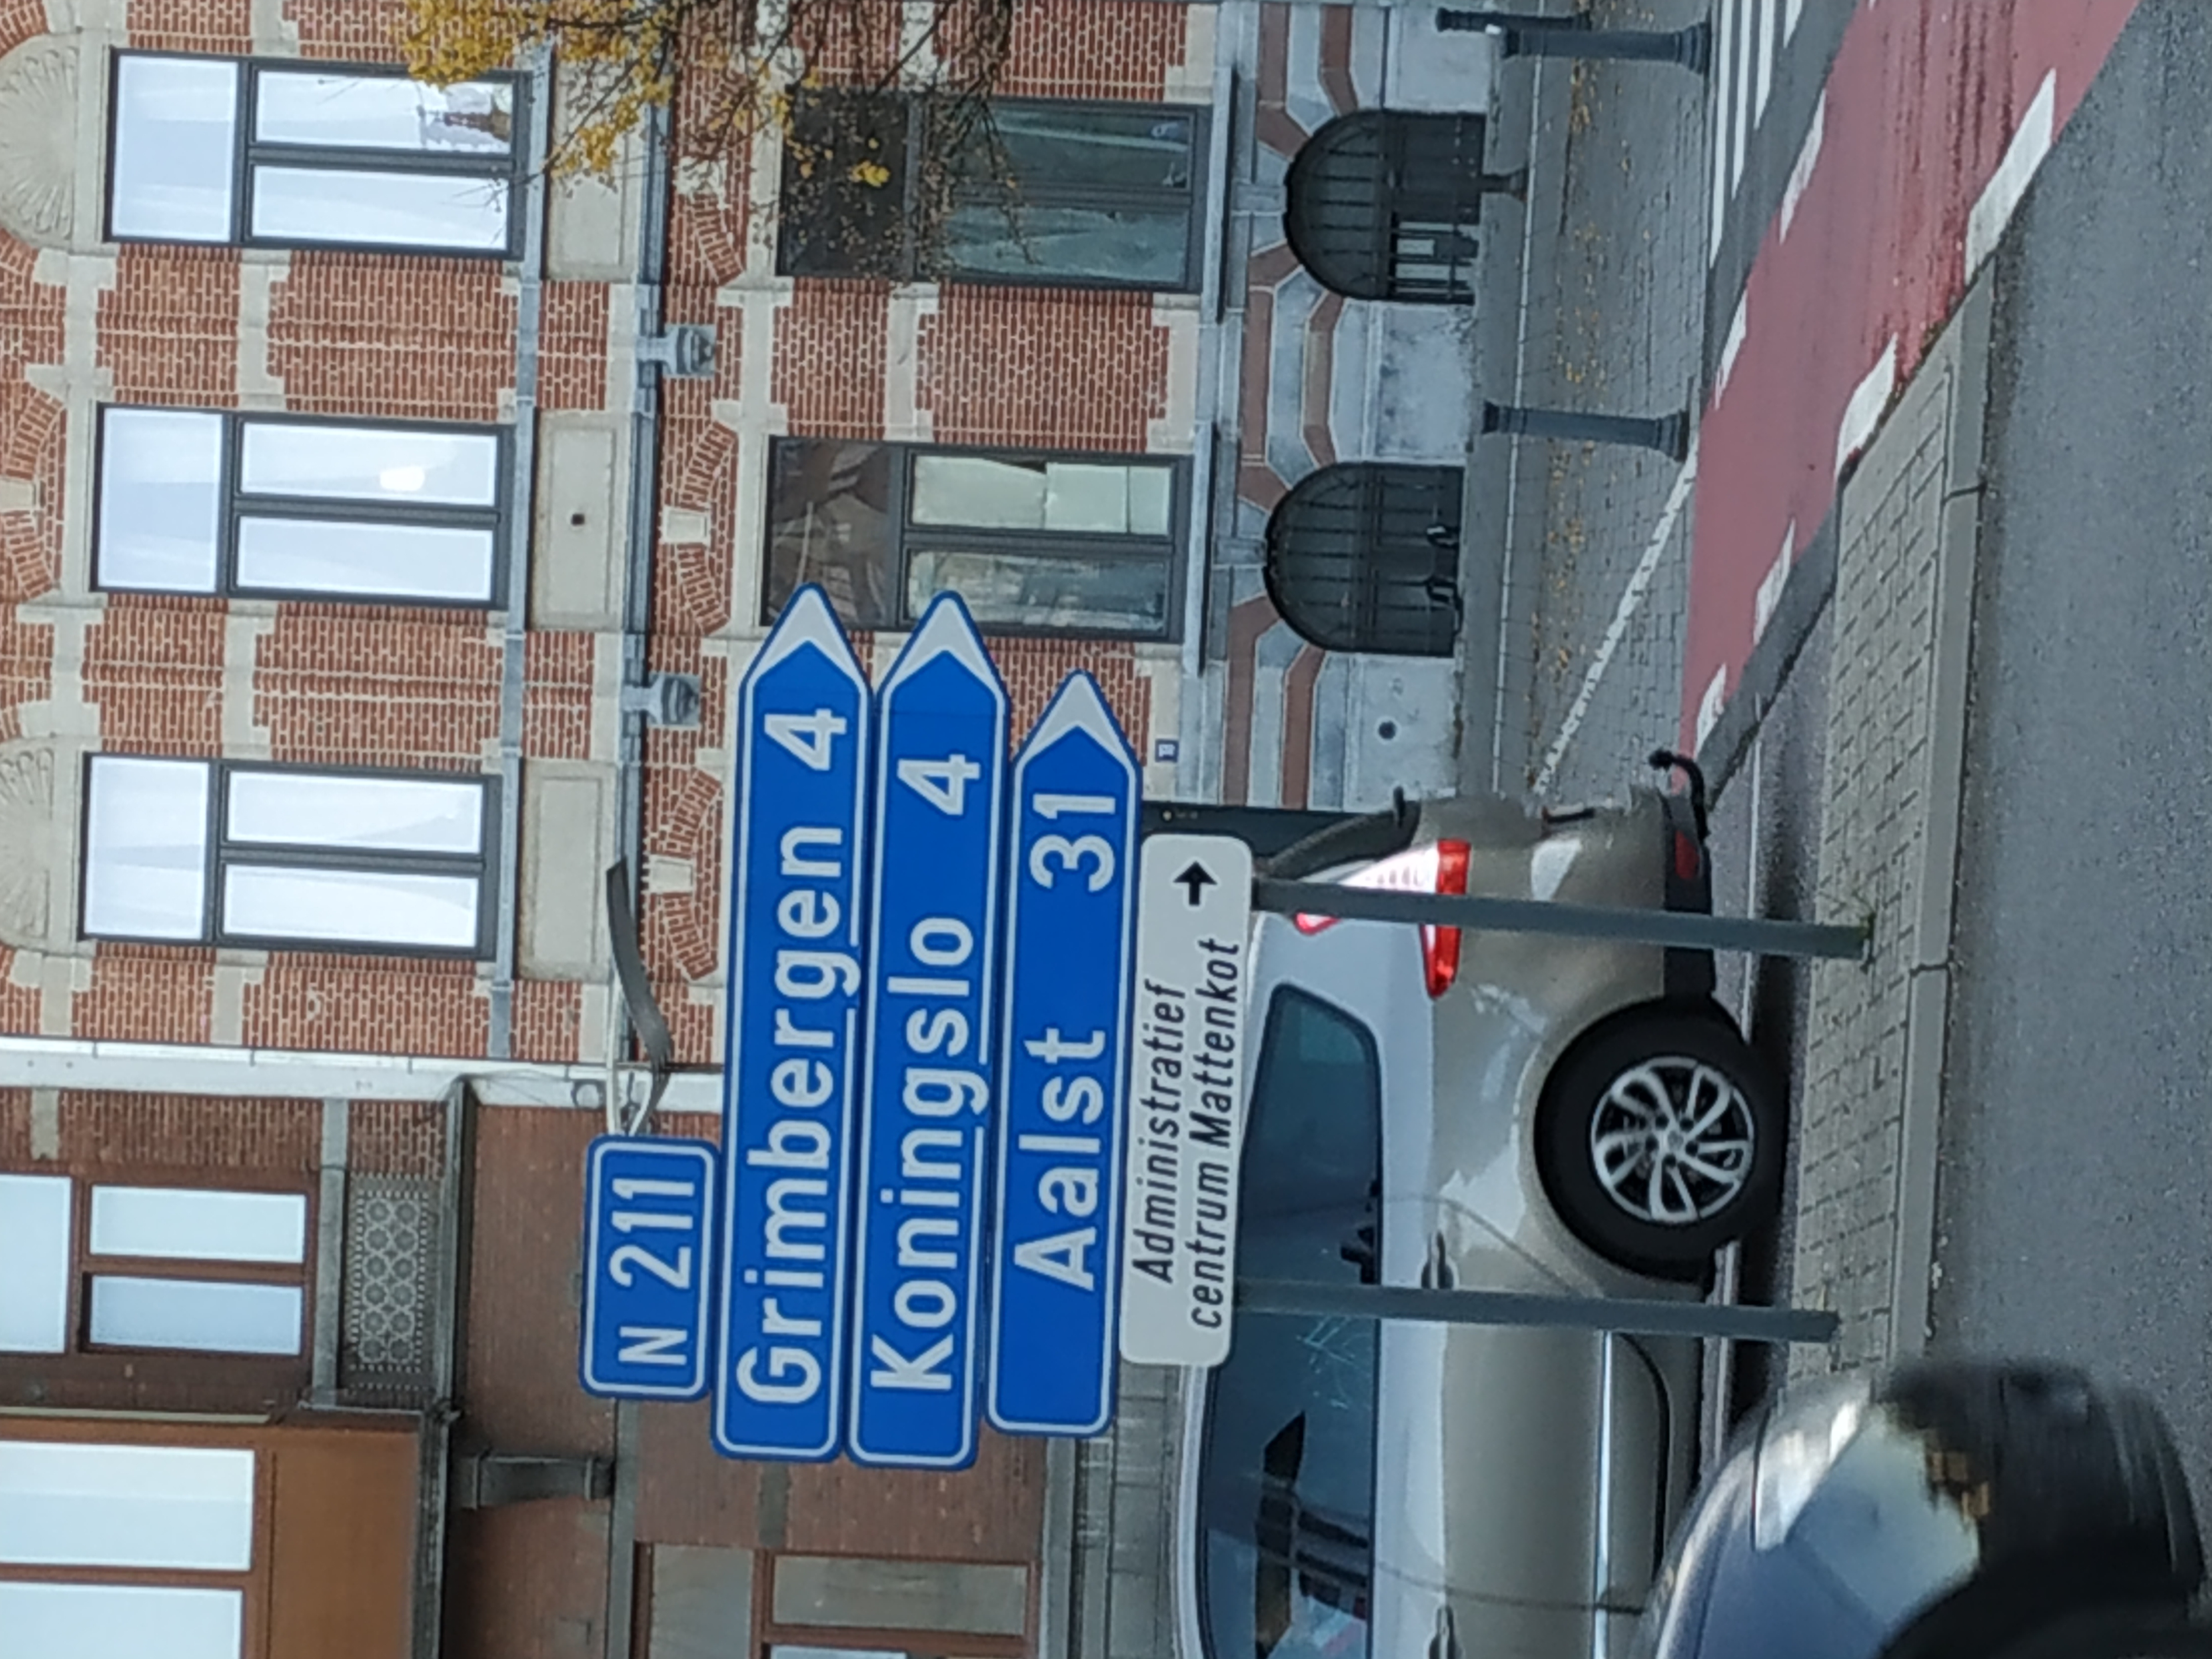 N 211
Grimbergen 4
Koningslo 4
Aalst 31
Administratief
centrum Mattenkot